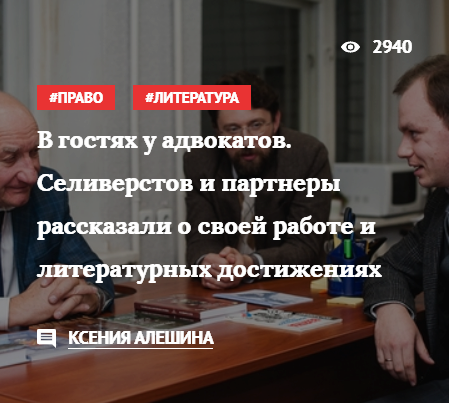 2940
#ПРАВО #ЛИТЕРАТУРА
В гостях у адвокатов.
Селиверстов и партнеры
рассказали о своей работе и
литературных достижениях
КСЕНИЯ АЛЕШИНА